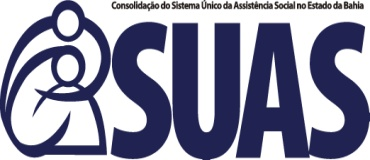 Consolidação do Sistema Único da Assistência Social no Estado da Bahia
SUAS